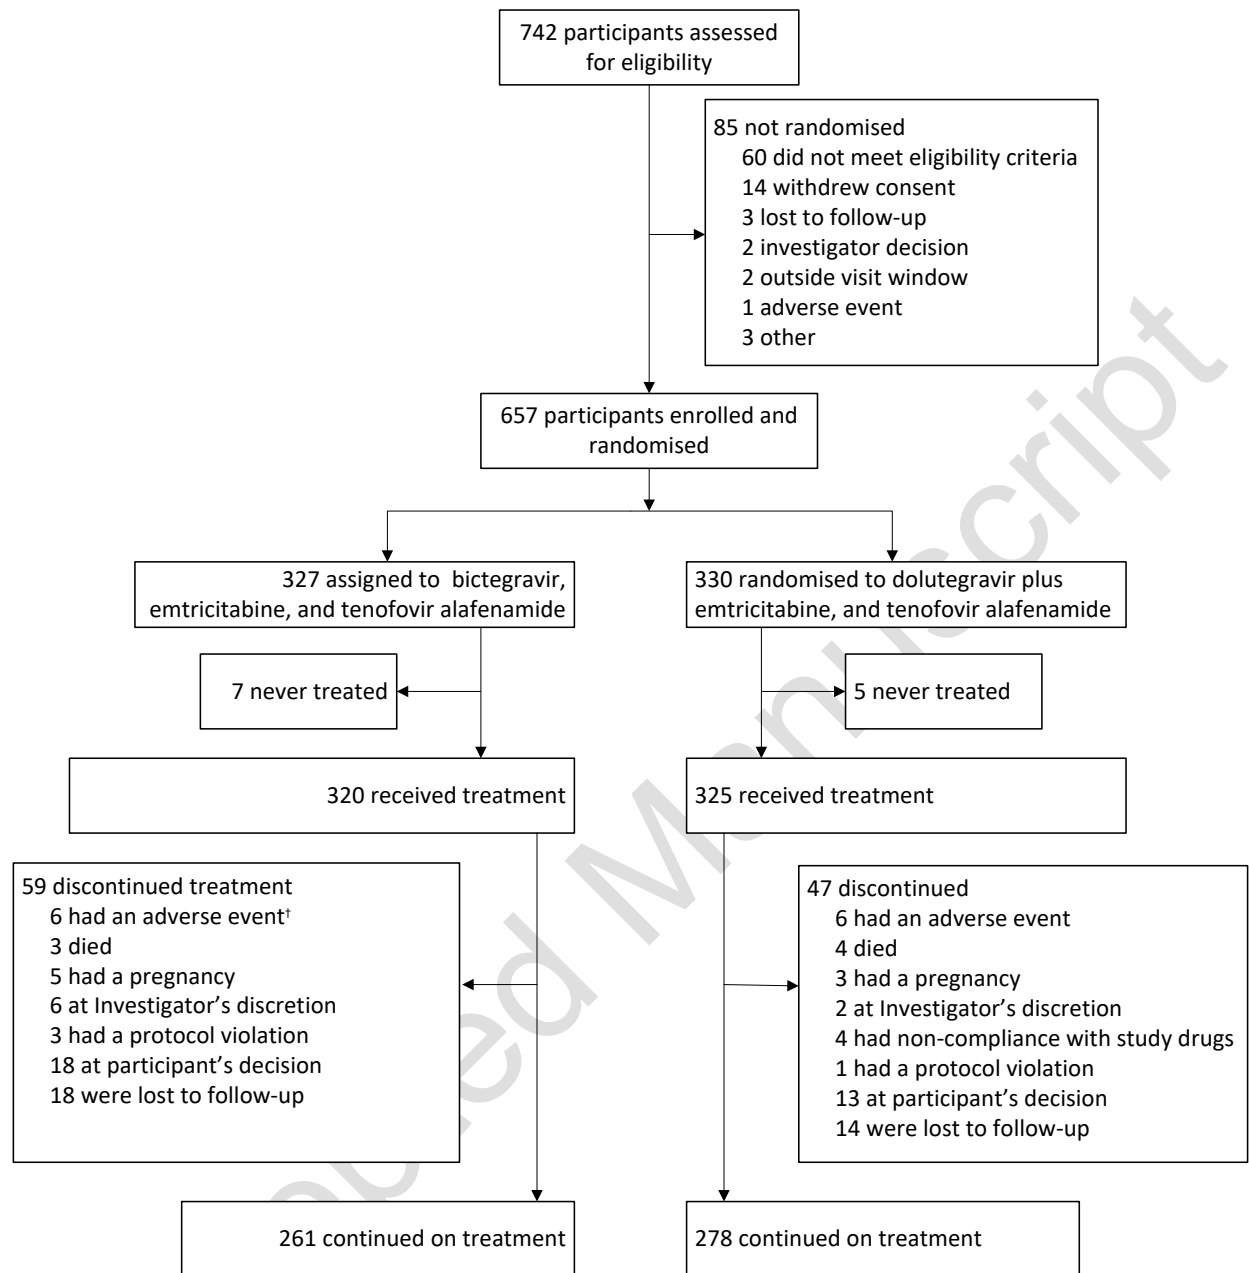 742 participants assessed
for eligibility
85 not randomised
60 did not meet eligibility criteria
14 withdrew consent
3 lost to follow-up
2 investigator decision
2 outside visit window
1 adverse event
3 other
657 participants enrolled and
randomised
327 assigned to bictegravir,
emtricitabine, and tenofovir alafenamide
330 randomised to dolutegravir plus
emtricitabine, and tenofovir alafenamide
7 never treated
5 never treated
320 received treatment
325 received treatment
59 discontinued treatment
6 had an adverse event†
3 died
5 had a pregnancy
6 at Investigator’s discretion
3 had a protocol violation
18 at participant’s decision
18 were lost to follow-up
47 discontinued
6 had an adverse event
4 died
3 had a pregnancy
2 at Investigator’s discretion
4 had non-compliance with study drugs
1 had a protocol violation
13 at participant’s decision
14 were lost to follow-up
261 continued on treatment
278 continued on treatment
Manuscript